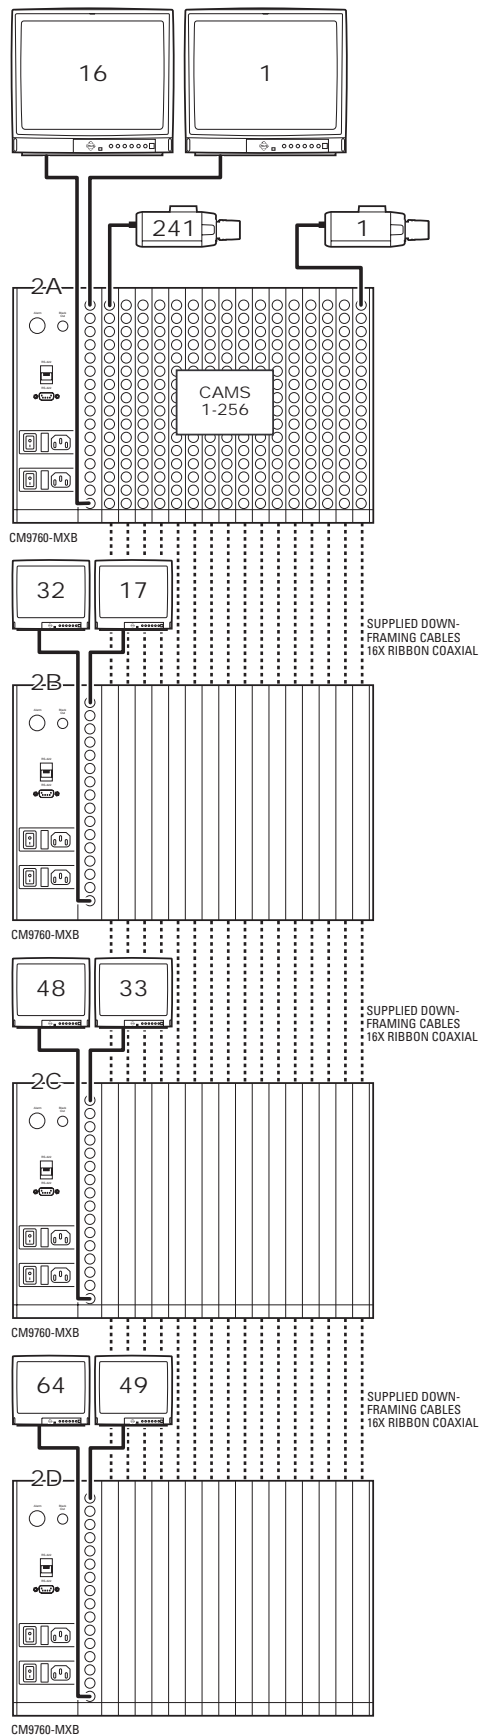 16
1
241
1
2A
CAMS
1-256
CM9760-MXB
32
17
SUPPLIED DOWN-
FRAMING CABLES
16X RIBBON COAXIAL
2B
CM9760-MXB
48
33
SUPPLIED DOWN-
FRAMING CABLES
16X RIBBON COAXIAL
2C
CM9760-MXB
64
49
SUPPLIED DOWN-
FRAMING CABLES
16X RIBBON COAXIAL
2D
CM9760-MXB